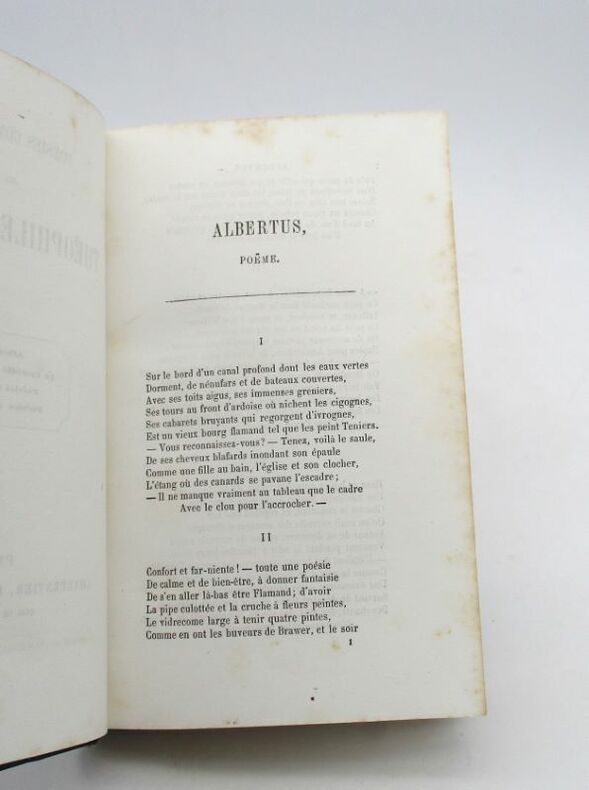 THÉOPHILE
ALBERTUS,
POËME.
I
Sur le bord d'un canal profond dont les eaux vertes
Dorment, de nénufars et de bateaux couvertes,
Avec ses toits aigus, ses immenses greniers,
Ses tours au front d'ardoise où nichent les cigognes,
Ses cabarets bruyants qui regorgent d'ivrognes,
Est un vieux bourg flamand tel que les peint Teniers.
— Vous reconnaissez-vous? — Tenez, voilà le saule,
De ses cheveux blafards inondant son épaule
Comme une fille au bain, l'église et son clocher,
L'étang où des canards se pavane l'escadre;
— Il ne manque vraiment au tableau que le cadre
Avec le clou pour l'accrocher. —
II
Confort et far-niente! — toute une poésie
De calme et de bien-être, à donner fantaisie
De s'en aller là-bas être Flamand; d'avoir
La pipe culottée et la cruche à fleurs peintes,
Le vidrecome large à tenir quatre pintes,
Comme en ont les buveurs de Brawer, et le soir
1